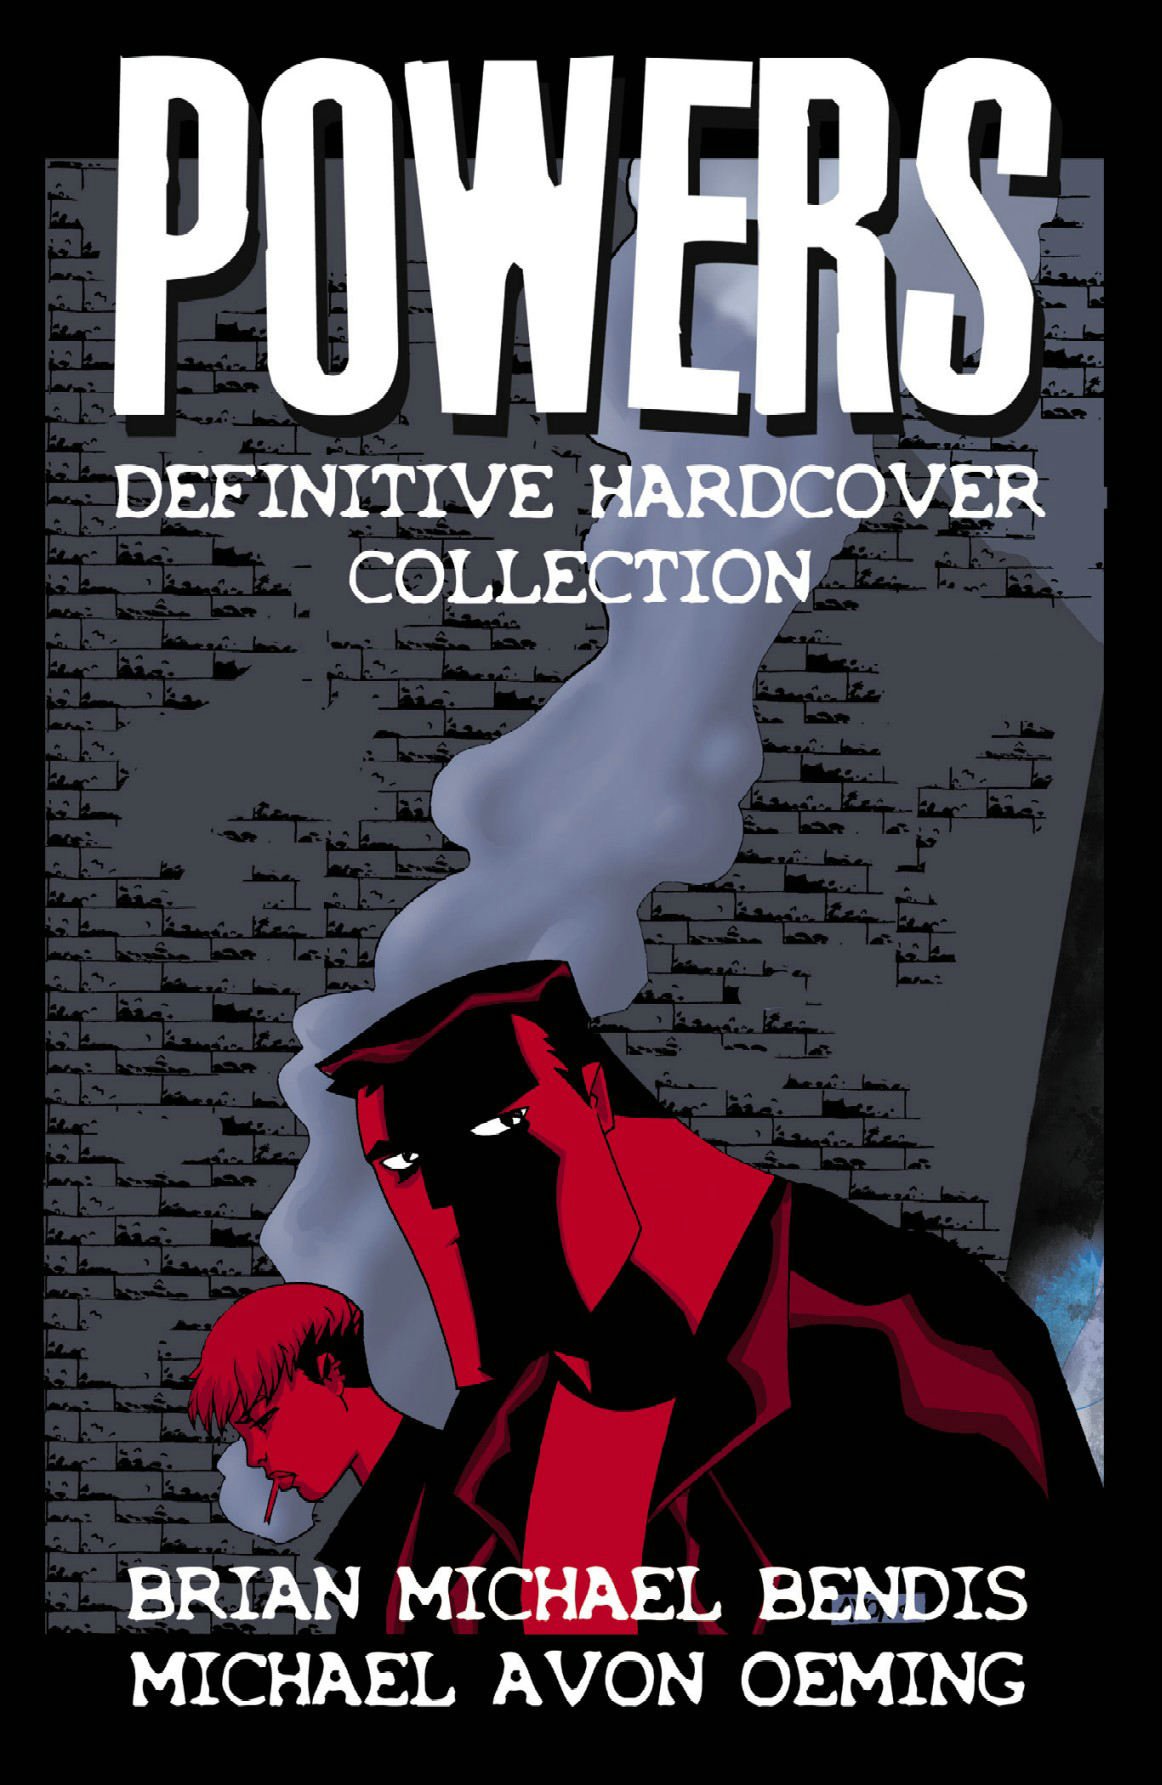 POWERS
DEFINITIVE HARDCOVER
COLLECTION
BRIAN MICHAEL BENDIS
MICHAEL AVON OEMING